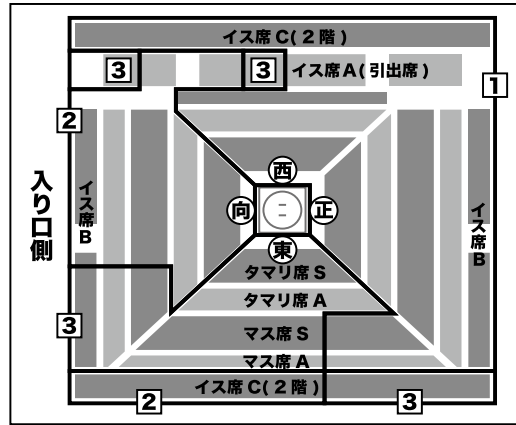 イス席C(2階)
3
3
イス席A(引出席)
1
2
西
向
正
東
入り口側
イス席B
イス席B
タマリ席S
タマリ席A
マス席S
マス席A
3
イス席C(2階)
2
3